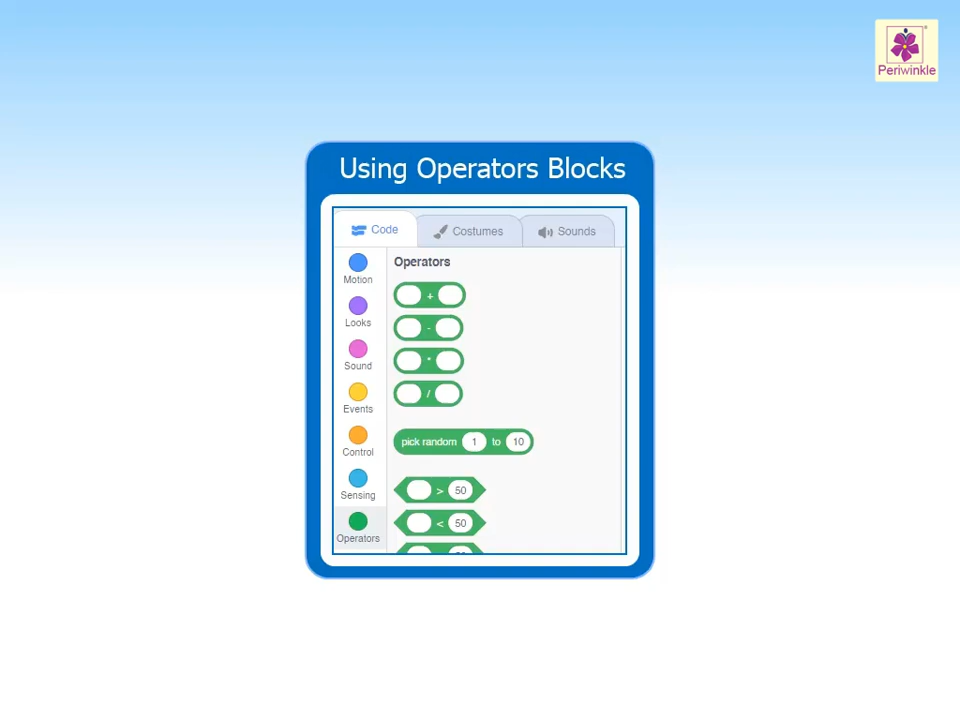 Periwinkle
Using Operators Blocks
Code Costumes Sounds
Motion
Looks
Sound
Events
Control
Sensing
Operators
Operators
+
-
*
/
pick random 1 to 10
> 50
< 50